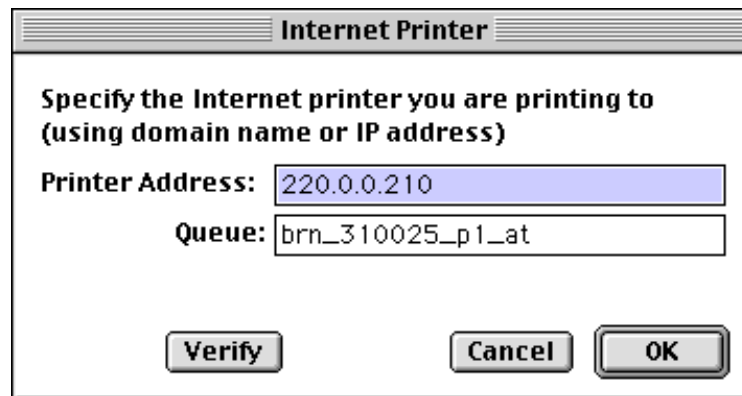 Internet Printer
Specify the Internet printer you are printing to
(using domain name or IP address)
Printer Address: 220.0.0.210
Queue: brn_310025_p1_at
Verify Cancel OK